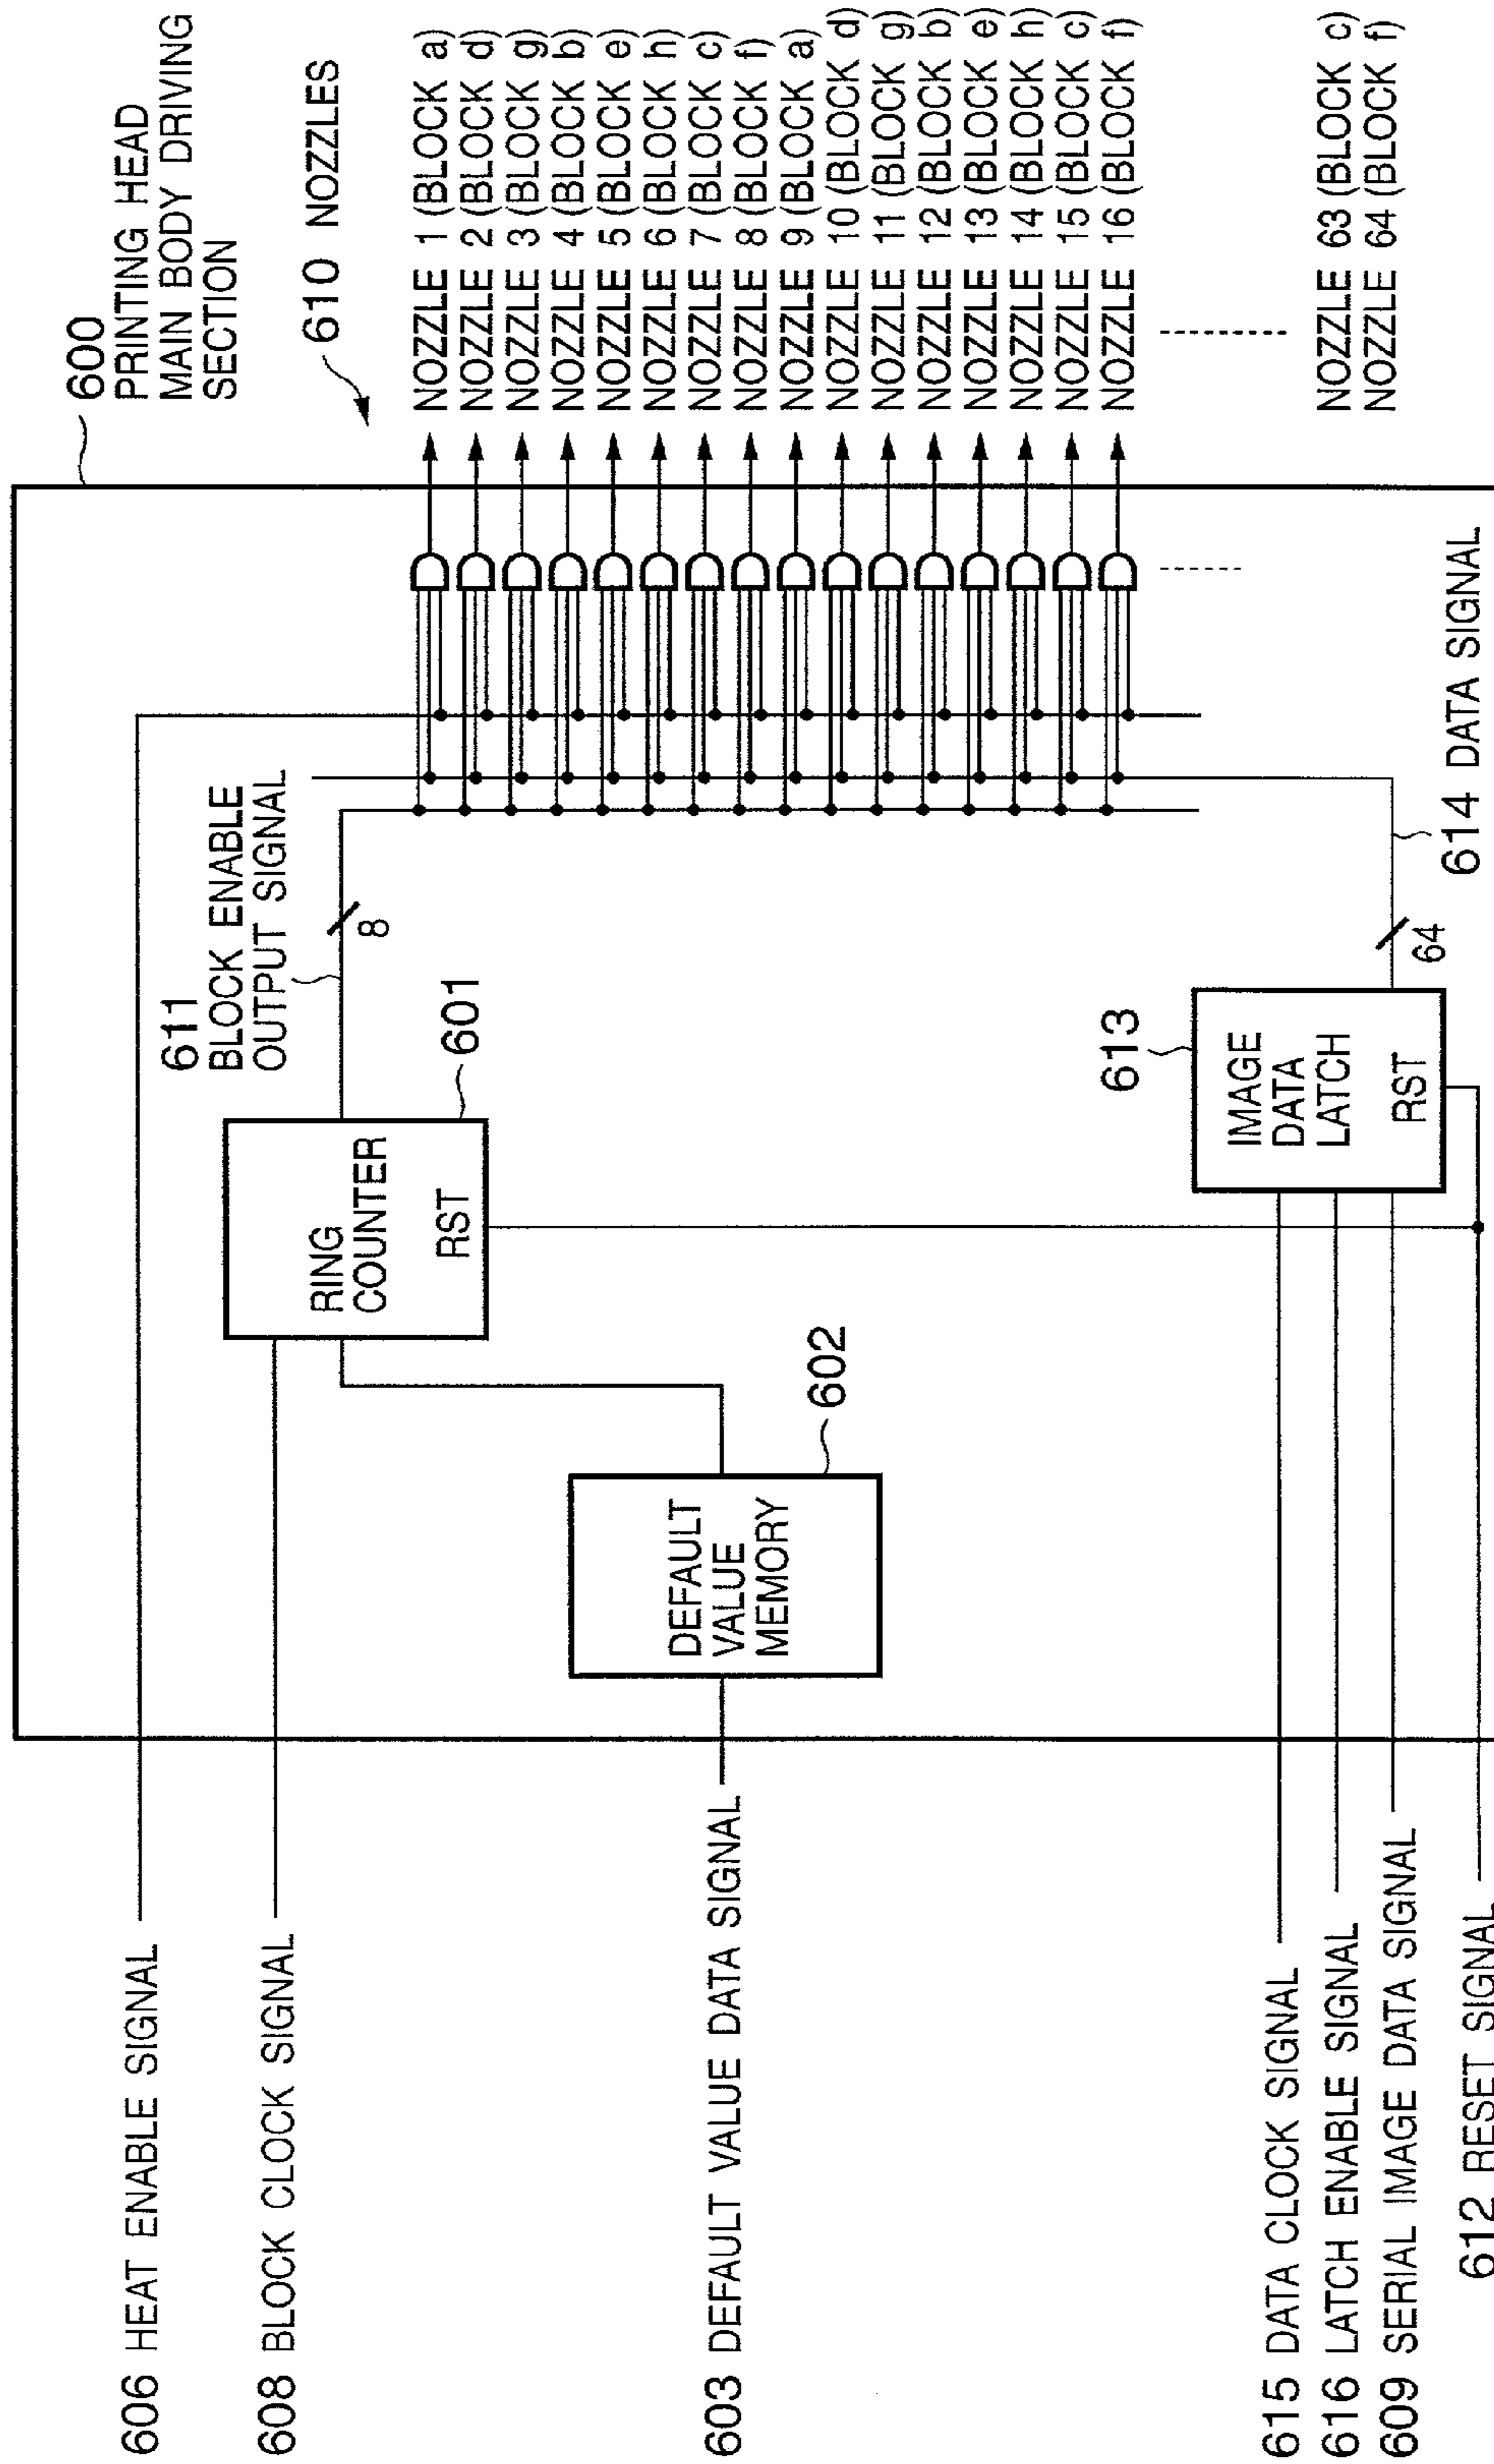 600
PRINTING HEAD
MAIN BODY DRIVING
SECTION
610 NOZZLES
606 HEAT ENABLE SIGNAL
608 BLOCK CLOCK SIGNAL
603 DEFAULT VALUE DATA SIGNAL
615 DATA CLOCK SIGNAL
616 LATCH ENABLE SIGNAL
609 SERIAL IMAGE DATA SIGNAL
612 RESET SIGNAL
DEFAULT
VALUE
MEMORY
602
RING
COUNTER
RST
601
611
BLOCK ENABLE
OUTPUT SIGNAL
8
613
IMAGE
DATA
LATCH
RST
64
614 DATA SIGNAL
NOZZLE 1 (BLOCK a)
NOZZLE 2 (BLOCK d)
NOZZLE 3 (BLOCK g)
NOZZLE 4 (BLOCK b)
NOZZLE 5 (BLOCK e)
NOZZLE 6 (BLOCK h)
NOZZLE 7 (BLOCK c)
NOZZLE 8 (BLOCK f)
NOZZLE 9 (BLOCK a)
NOZZLE 10 (BLOCK d)
NOZZLE 11 (BLOCK g)
NOZZLE 12 (BLOCK b)
NOZZLE 13 (BLOCK e)
NOZZLE 14 (BLOCK h)
NOZZLE 15 (BLOCK c)
NOZZLE 16 (BLOCK f)
NOZZLE 63 (BLOCK c)
NOZZLE 64 (BLOCK f)